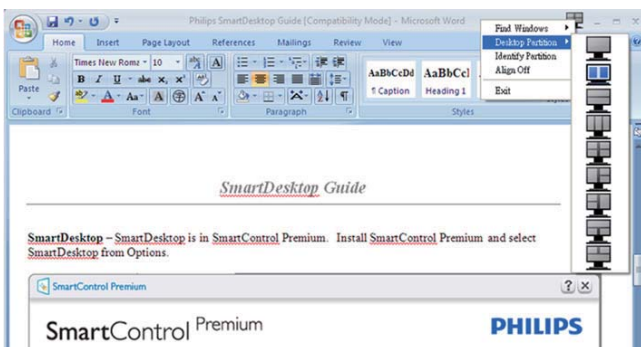 Philips SmartDesktop Guide [Compatibility Mode] - Microsoft Word
Find Windows
Desktop Partition
Identify Partition
Align Off
Exit
Home Insert Page Layout References Mailings Review View
Paste
Times New Roma 10
B I U abc x, x²
Aa A A
AaBbCcDd AaBbCcI
¶ Caption Heading 1
Clipboard Font Paragraph Styles
SmartDesktop Guide
SmartDesktop – SmartDesktop is in SmartControl Premium. Install SmartControl Premium and select
SmartDesktop from Options.
SmartControl Premium
SmartControl Premium
PHILIPS